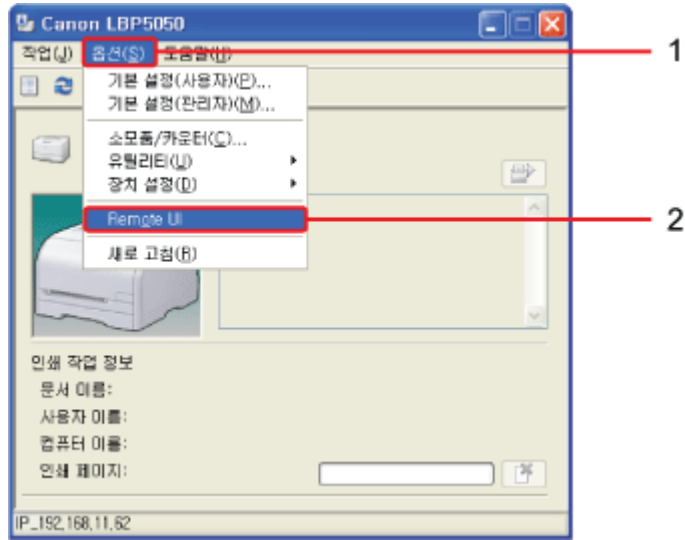 Canon LBP5050
작업(J) 옵션(S) 도움말(H)
1
기본 설정(사용자)(P)...
기본 설정(관리자)(M)...
소모품/카운터(C)...
유틸리티(U)
장치 설정(D)
Remote UI
2
새로 고침(R)
인쇄 작업 정보
문서 이름:
사용자 이름:
컴퓨터 이름:
인쇄 페이지:
IP_192,168,11,62